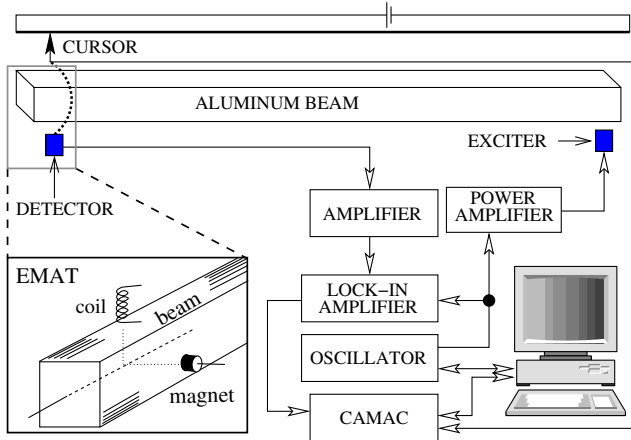 CURSOR
ALUMINUM BEAM
EXCITER
DETECTOR
POWER
AMPLIFIER
AMPLIFIER
EMAT
coil
beam
magnet
LOCK-IN
AMPLIFIER
OSCILLATOR
CAMAC